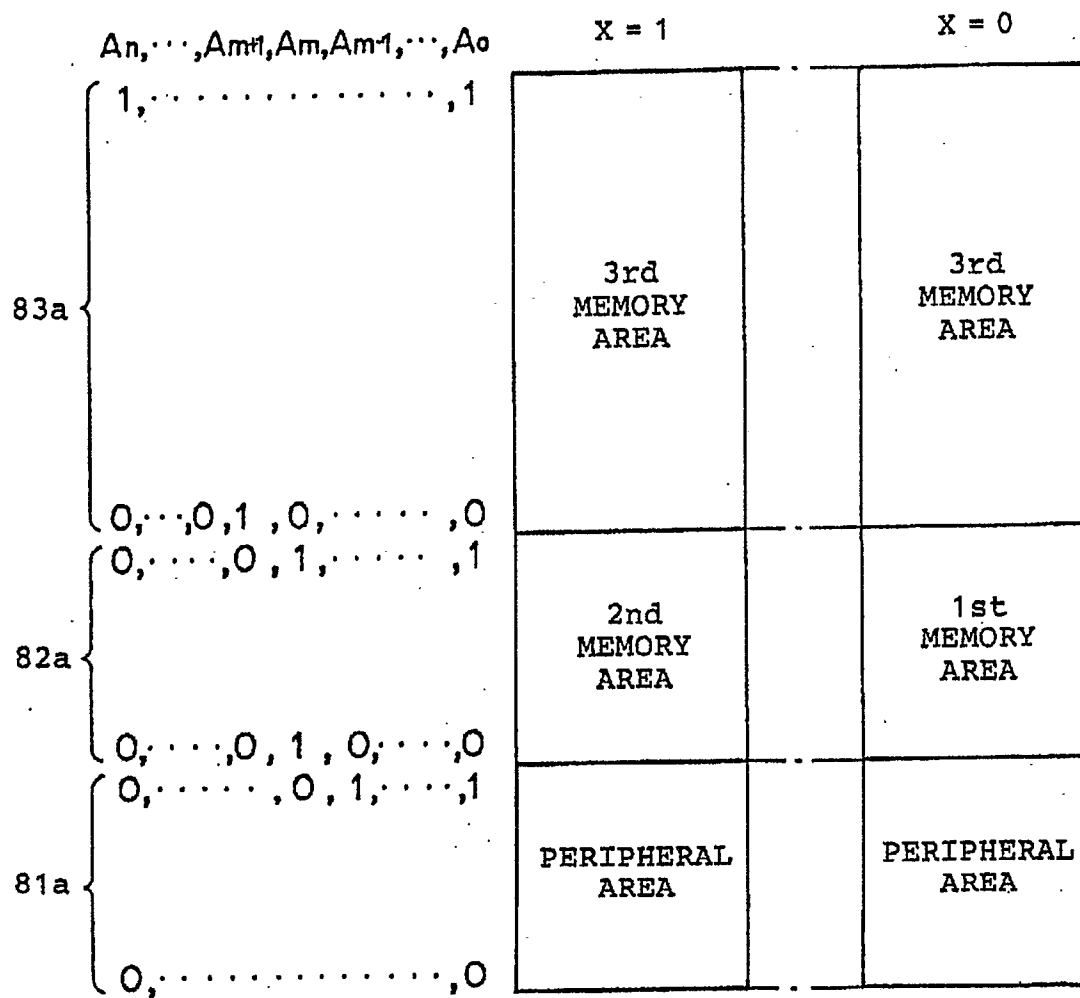 An,···,Am+1,Am,Am-1,···,Ao X = 1 X = 0
1,·············,1
83a
3rd MEMORY AREA
3rd MEMORY AREA
0,···,0,1,0,·····,0
0,····,0,1,·····,1
82a
2nd MEMORY AREA
1st MEMORY AREA
0,····,0,1,0,····,0
0,·····,0,1,····,1
81a
PERIPHERAL AREA
PERIPHERAL AREA
0,·············,0